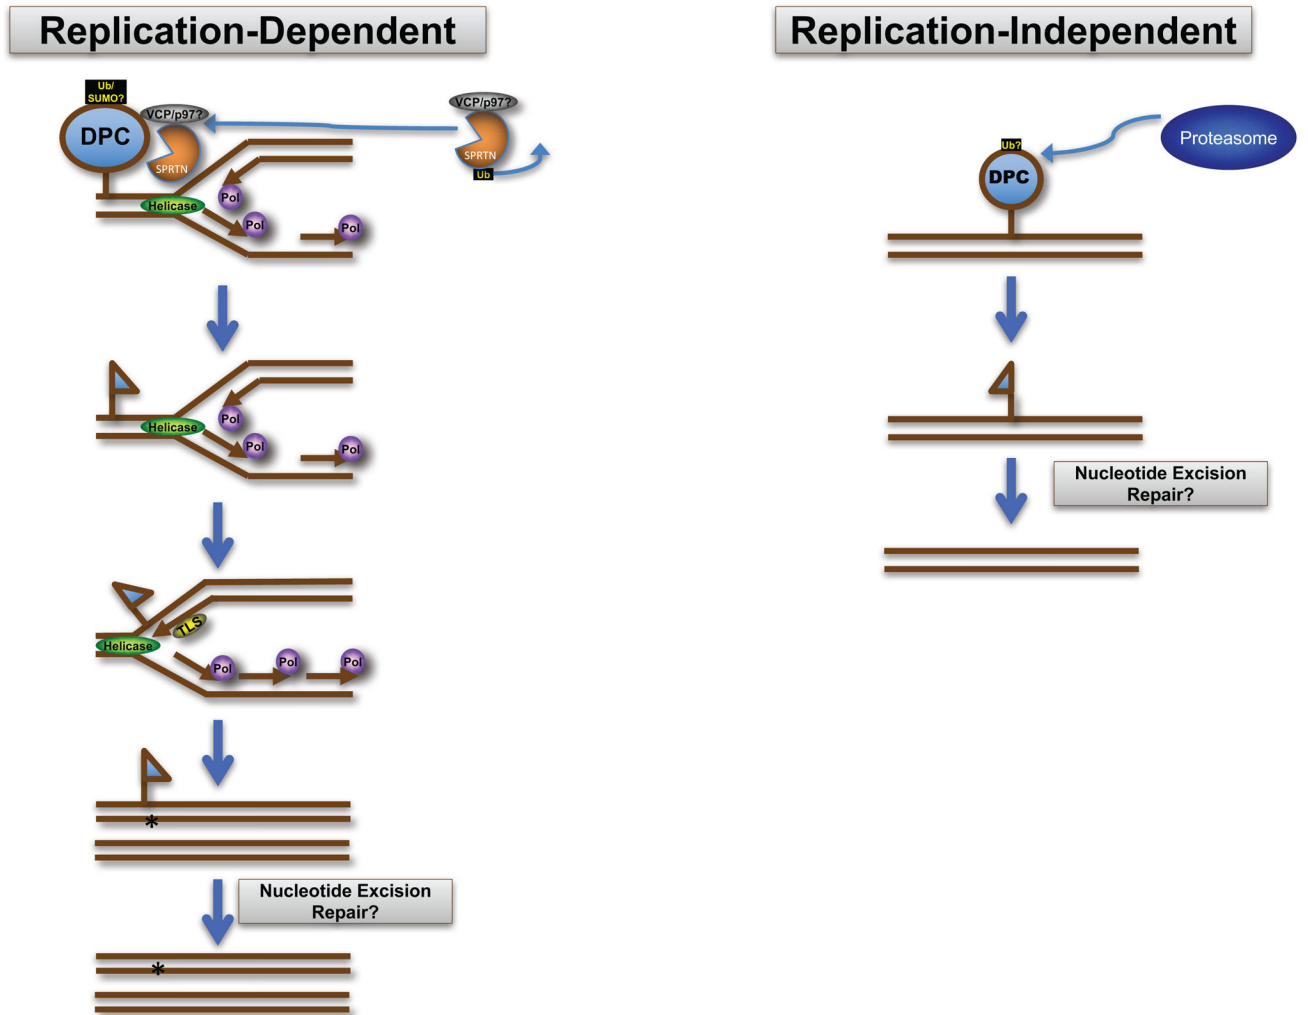 Replication-Dependent
Replication-Independent
Ub/
SUMO?
VCP/p97?
DPC
SPRTN
VCP/p97?
SPRTN
Ub
Helicase
Pol
Pol
Pol
Ub?
DPC
Proteasome
Helicase
Pol
Pol
Pol
Nucleotide Excision
Repair?
TLS
Helicase
Pol
Pol
Pol
*
Nucleotide Excision
Repair?
*